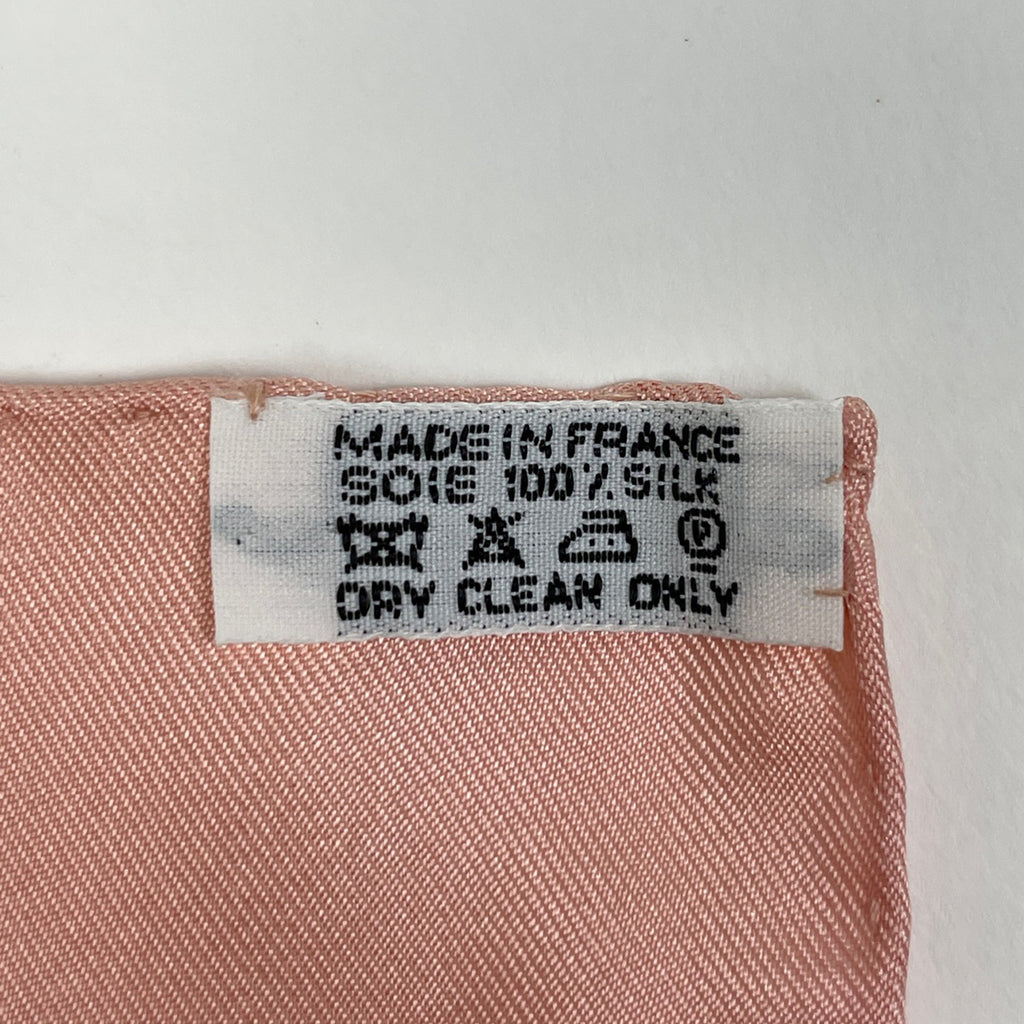 MADE IN FRANCE
SOIE 100% SILK
P
DRY CLEAN ONLY